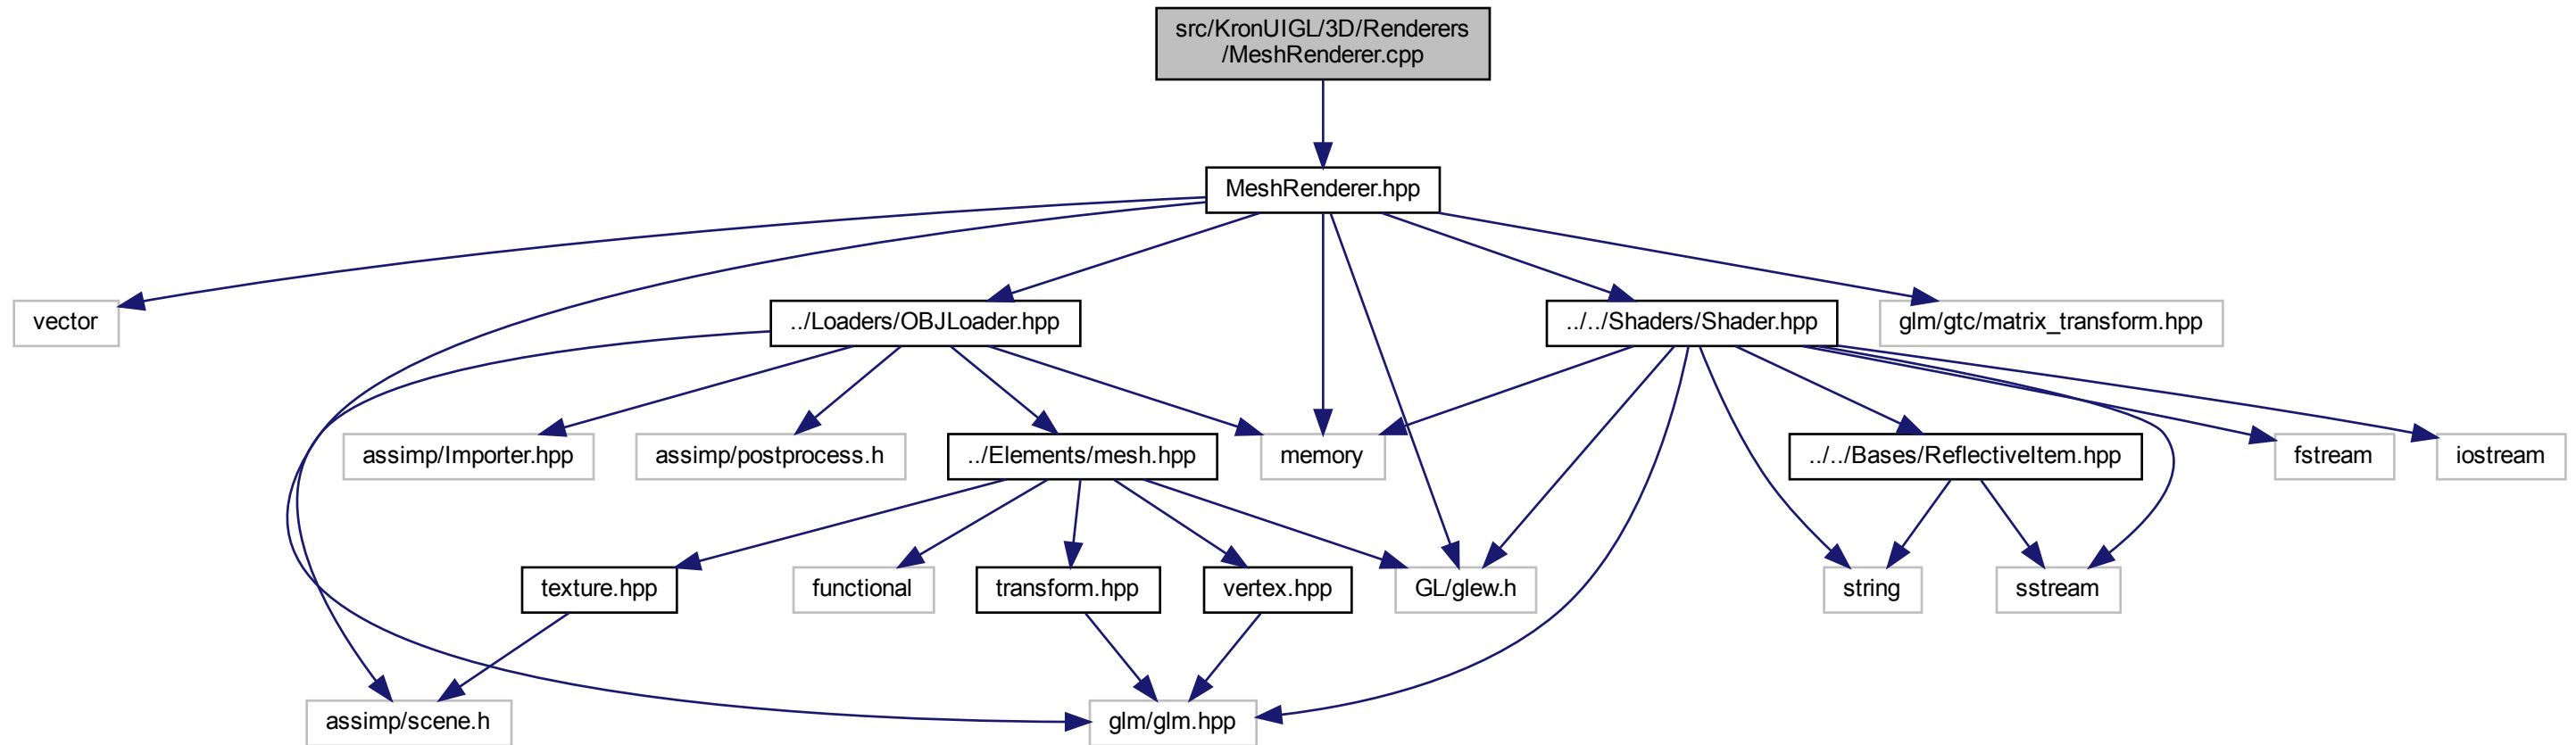 src/KronUIGL/3D/Renderers
/MeshRenderer.cpp
MeshRenderer.hpp
vector
../Loaders/OBJLoader.hpp
../../Shaders/Shader.hpp
glm/gtc/matrix_transform.hpp
assimp/Importer.hpp
assimp/postprocess.h
../Elements/mesh.hpp
memory
../../Bases/ReflectiveItem.hpp
fstream
iostream
texture.hpp
functional
transform.hpp
vertex.hpp
GL/glew.h
string
sstream
assimp/scene.h
glm/glm.hpp